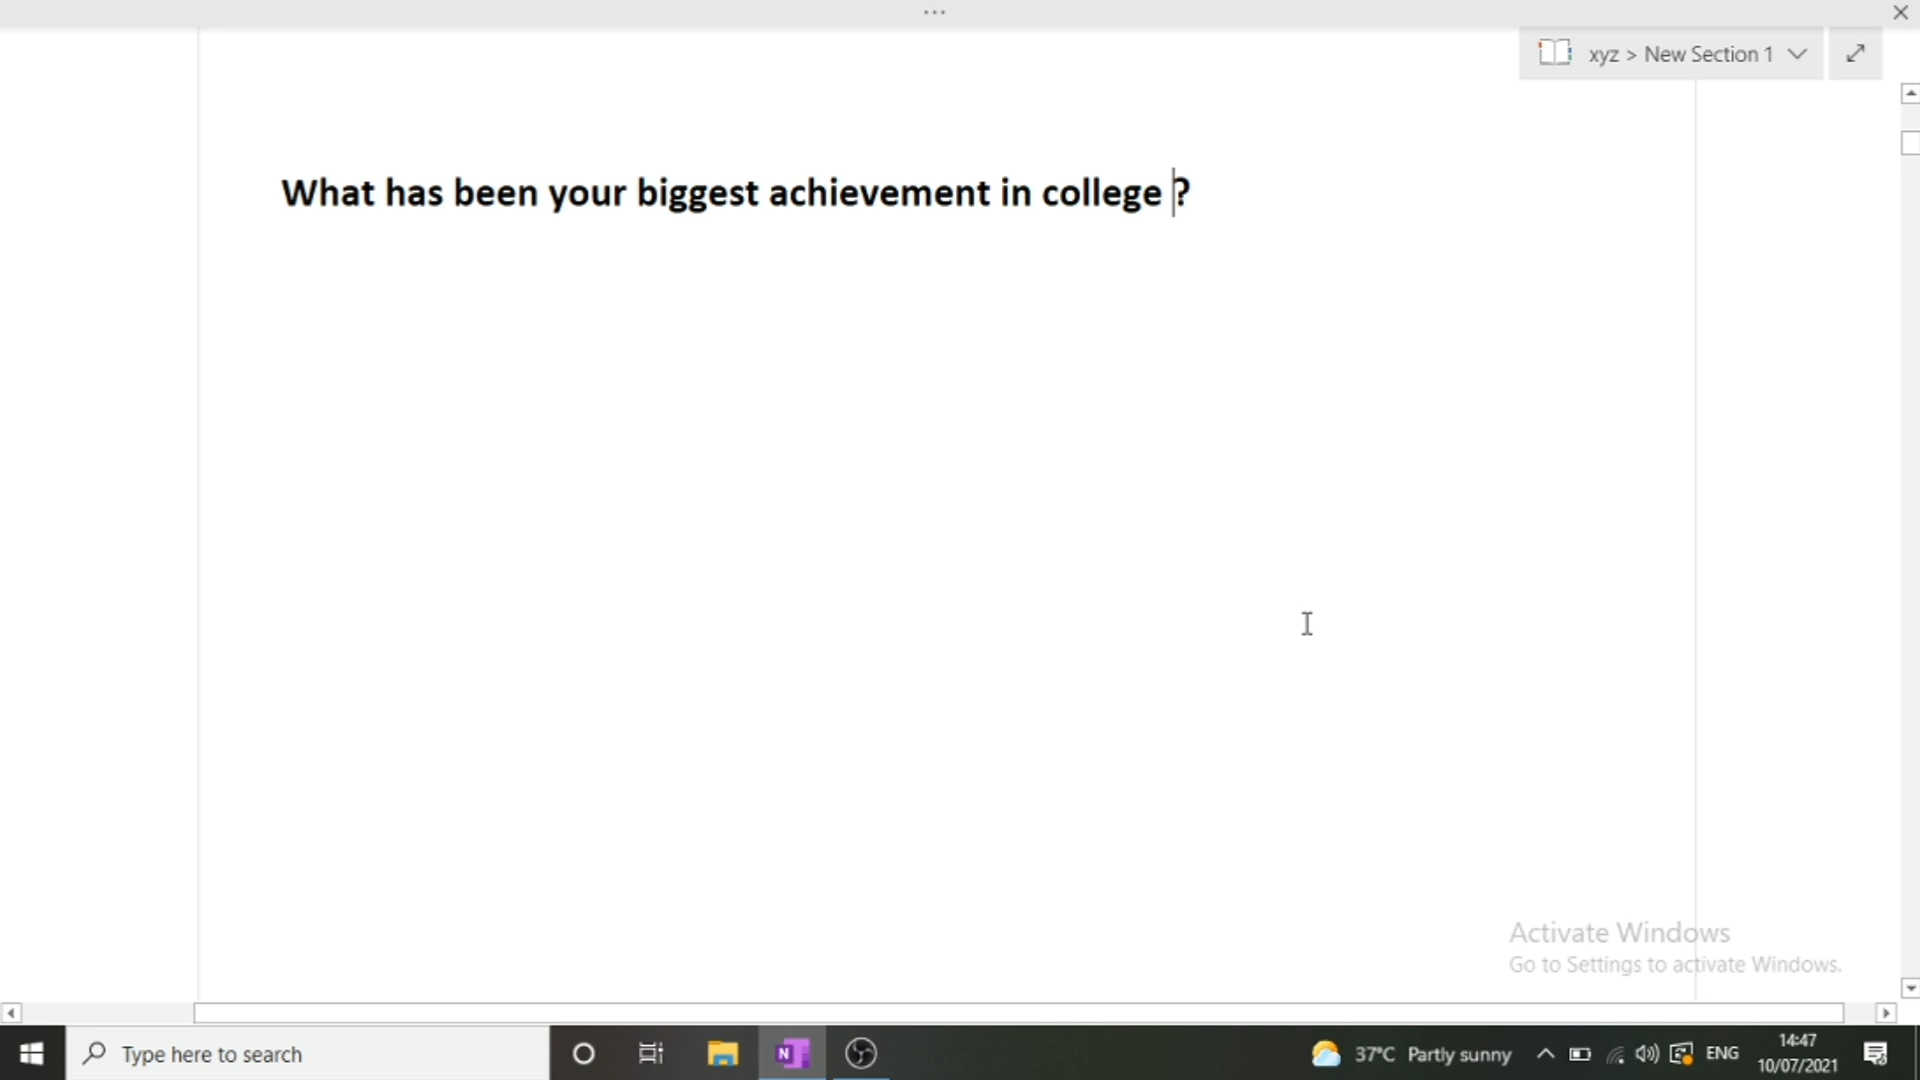 xyz > New Section 1
What has been your biggest achievement in college ?
Activate Windows
Go to Settings to activate Windows.
Type here to search
N
37°C Partly sunny
ENG
14:47
10/07/2021